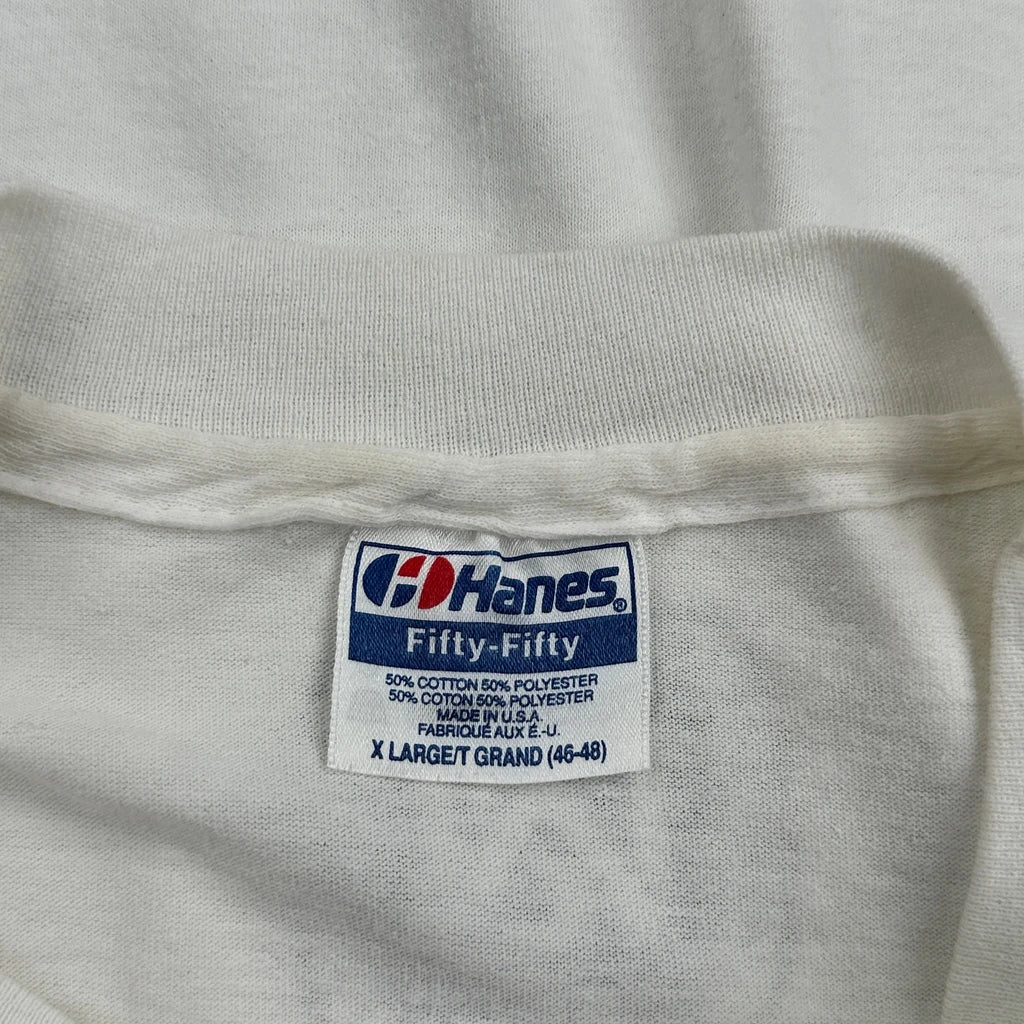 Hanes®
Fifty-Fifty
50% COTTON 50% POLYESTER
50% COTON 50% POLYESTER
MADE IN U.S.A.
FABRIQUÉ AUX É.-U.
X LARGE/T GRAND (46-48)